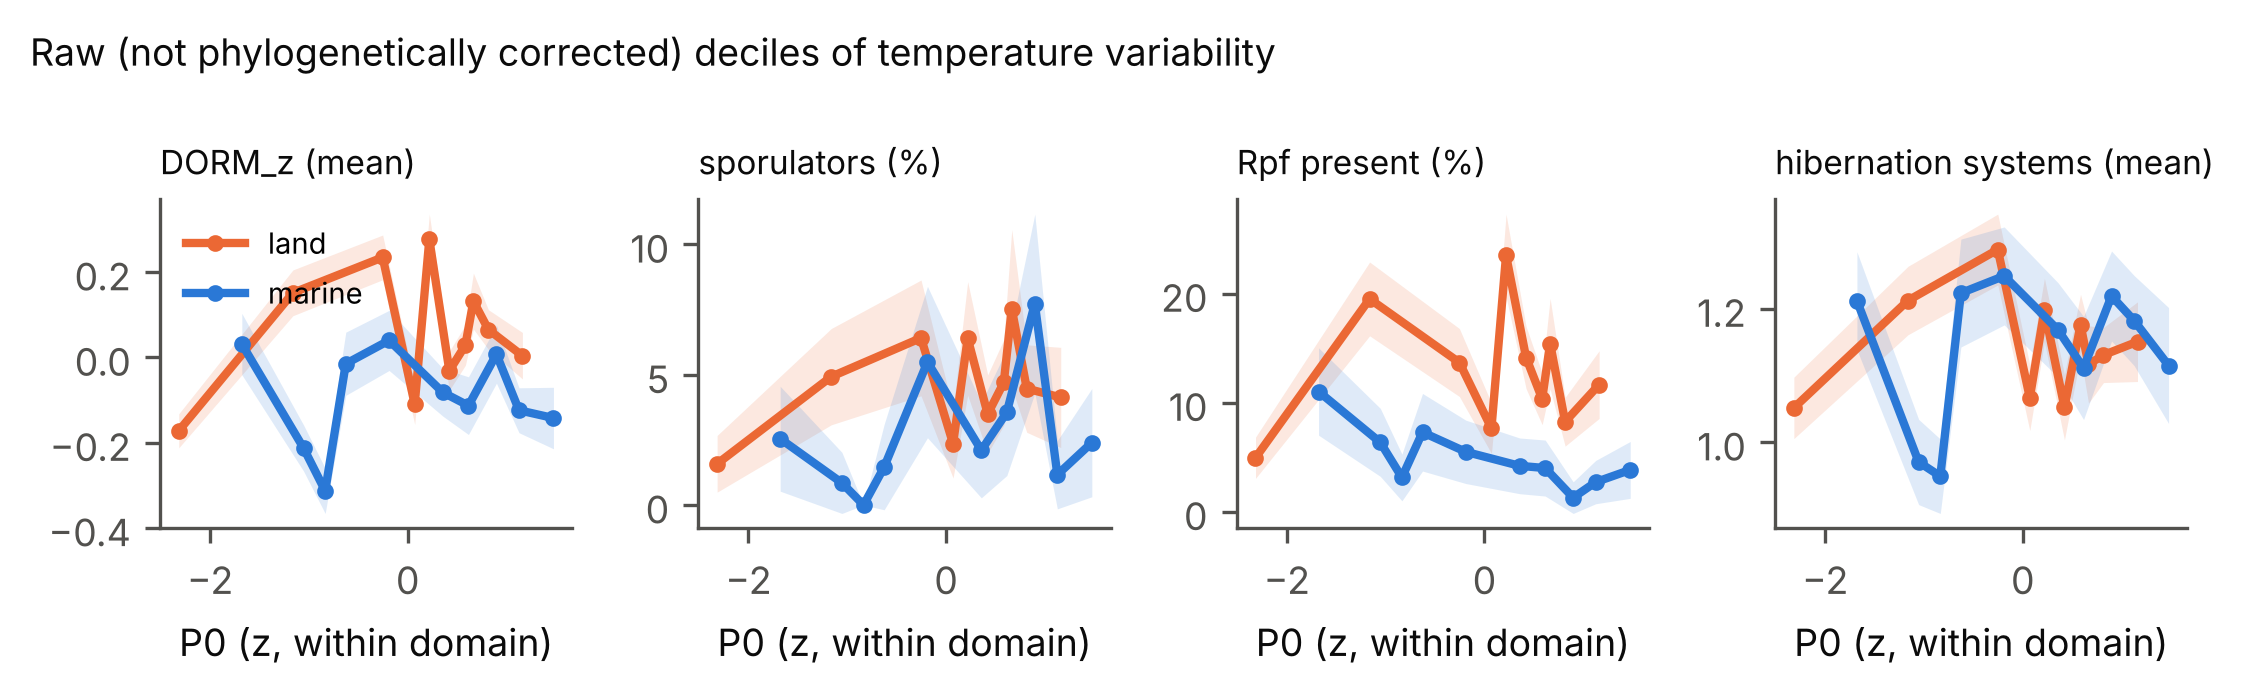 Raw (not phylogenetically corrected) deciles of temperature variability
DORM_z (mean)
land
marine
0.2
0.0
−0.2
−0.4
−2
0
P0 (z, within domain)
sporulators (%)
10
5
0
−2
0
P0 (z, within domain)
Rpf present (%)
20
10
0
−2
0
P0 (z, within domain)
hibernation systems (mean)
1.2
1.0
−2
0
P0 (z, within domain)